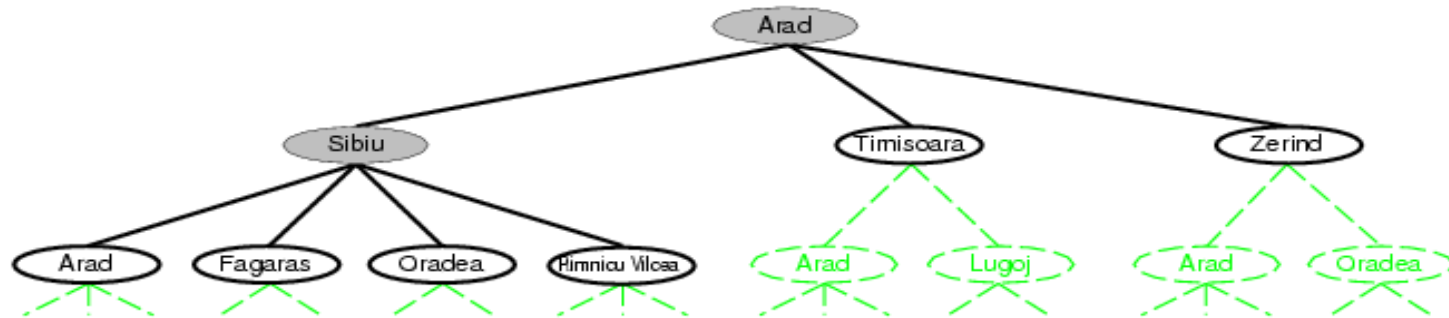 Arad
Sibiu
Timisoara
Zerind
Arad
Fagaras
Oradea
Rimnicu Vilcea
Arad
Lugoj
Arad
Oradea